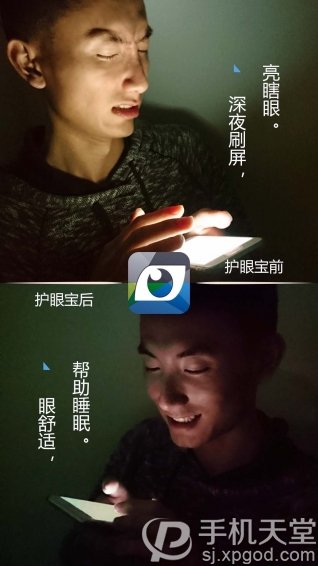 深夜刷屏，
亮瞎眼。
护眼宝前
护眼宝后
眼舒适，
帮助睡眠。
手机天堂
sj.xpgod.com